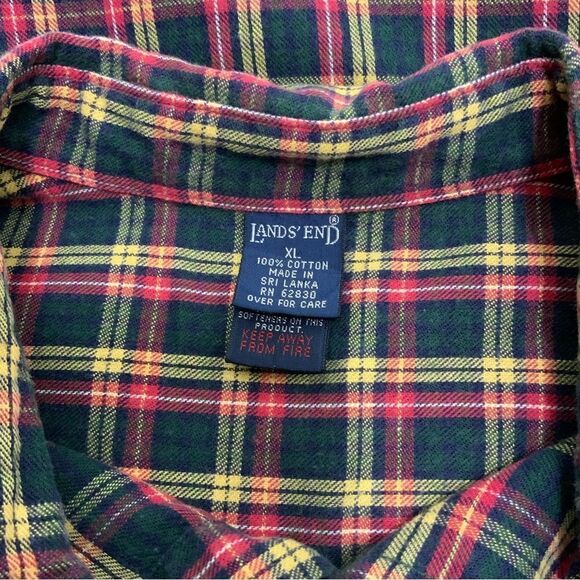 LANDS' END ®
XL
100% COTTON
MADE IN
SRI LANKA
RN 62830
OVER FOR CARE
SOFTENERS ON THIS
PRODUCT.
KEEP AWAY
FROM FIRE